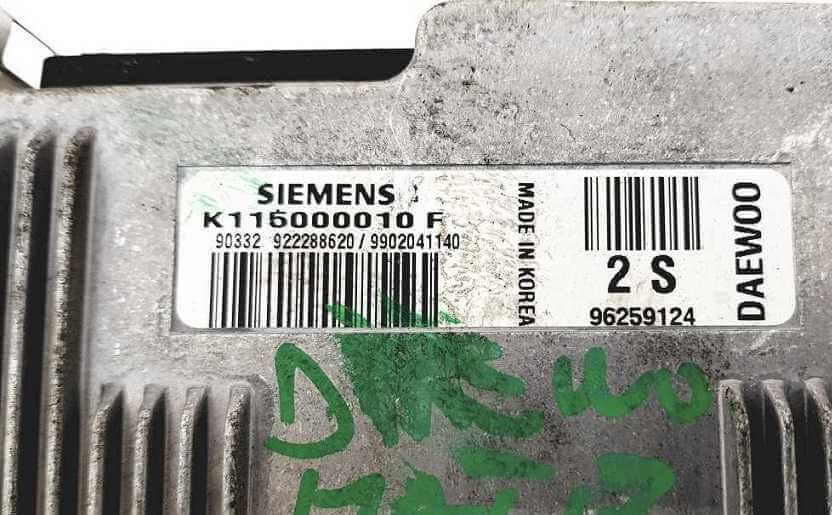 SIEMENS
K115000010 F
90332 922288620 / 9902041140
MADE IN KOREA
2 S
96259124
DAEWOO